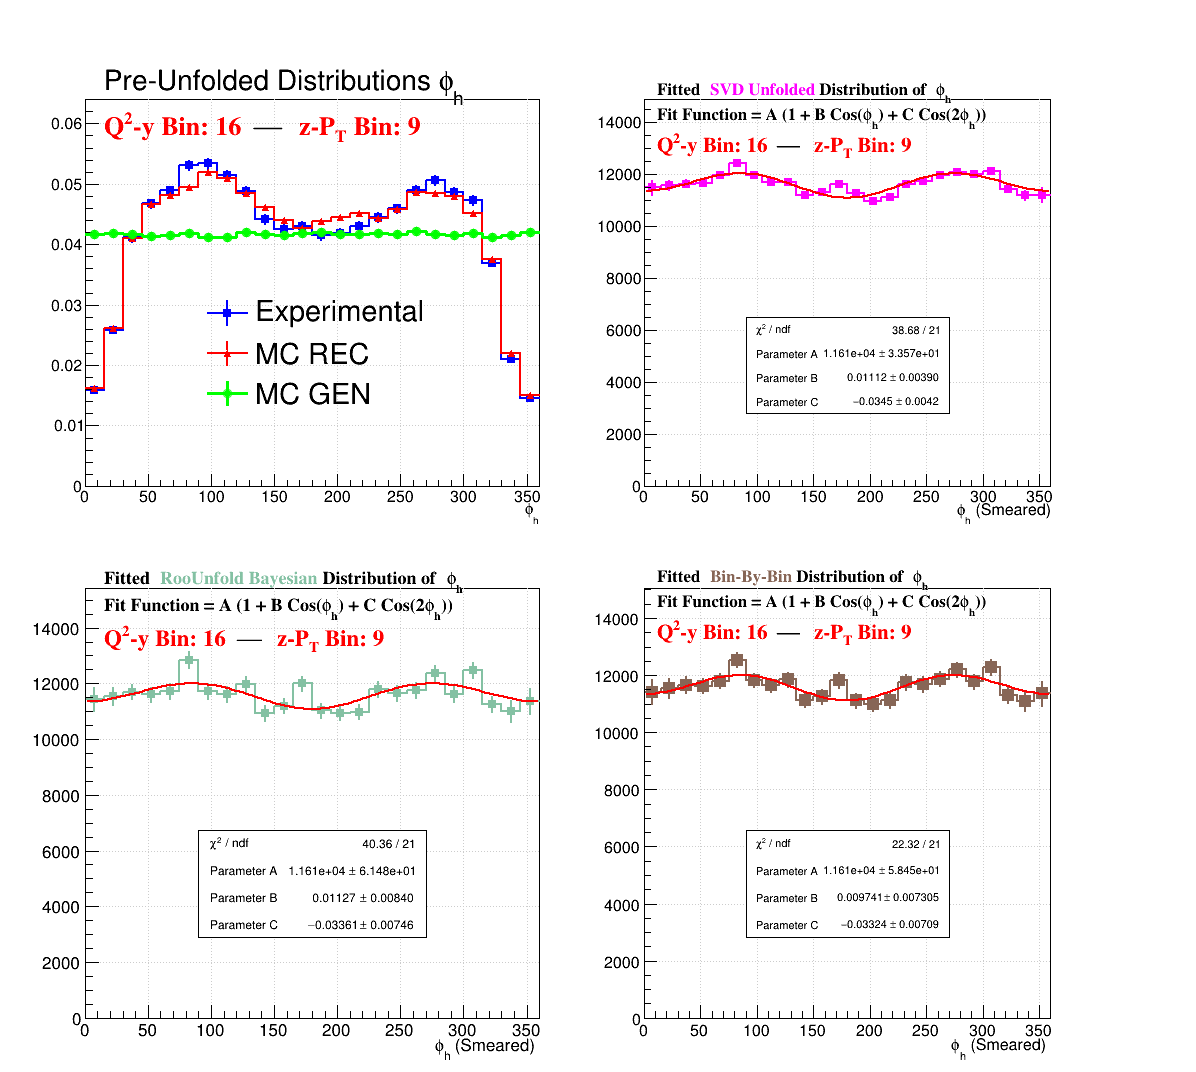 Pre-Unfolded Distributions ϕh
Q²-y Bin: 16 — z-PT Bin: 9
0.06
0.05
0.04
0.03
0.02
0.01
0
Experimental
MC REC
MC GEN
0 50 100 150 200 250 300 350
ϕh
Fitted SVD Unfolded Distribution of ϕh
Fit Function = A (1 + B Cos(ϕh) + C Cos(2ϕh))
Q²-y Bin: 16 — z-PT Bin: 9
14000
12000
10000
8000
6000
4000
2000
0
χ² / ndf 38.68 / 21
Parameter A 1.161e+04 ± 3.357e+01
Parameter B 0.01112 ± 0.00390
Parameter C −0.0345 ± 0.0042
0 50 100 150 200 250 300 350
ϕh (Smeared)
Fitted RooUnfold Bayesian Distribution of ϕh
Fit Function = A (1 + B Cos(ϕh) + C Cos(2ϕh))
Q²-y Bin: 16 — z-PT Bin: 9
14000
12000
10000
8000
6000
4000
2000
0
χ² / ndf 40.36 / 21
Parameter A 1.161e+04 ± 6.148e+01
Parameter B 0.01127 ± 0.00840
Parameter C −0.03361 ± 0.00746
0 50 100 150 200 250 300 350
ϕh (Smeared)
Fitted Bin-By-Bin Distribution of ϕh
Fit Function = A (1 + B Cos(ϕh) + C Cos(2ϕh))
Q²-y Bin: 16 — z-PT Bin: 9
14000
12000
10000
8000
6000
4000
2000
0
χ² / ndf 22.32 / 21
Parameter A 1.161e+04 ± 5.845e+01
Parameter B 0.009741 ± 0.007305
Parameter C −0.03324 ± 0.00709
0 50 100 150 200 250 300 350
ϕh (Smeared)